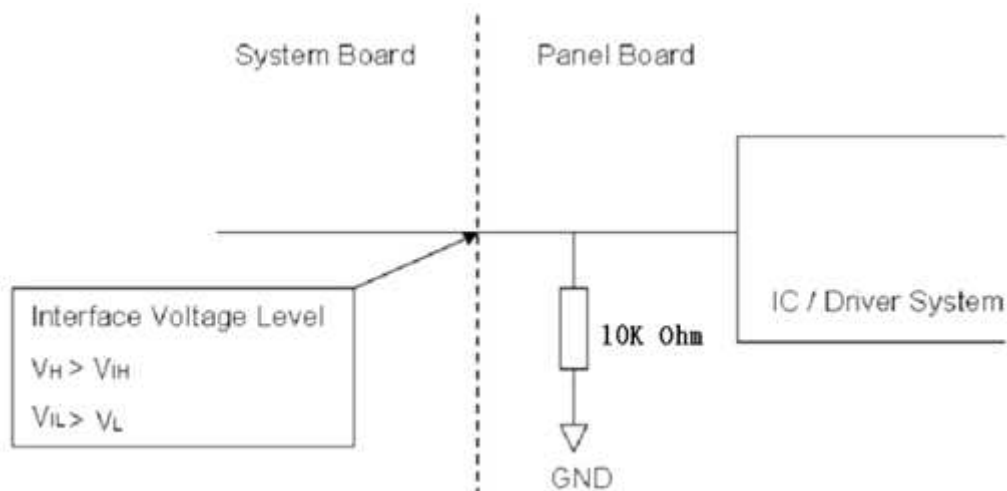 System Board
Panel Board
Interface Voltage Level
VH > VIH
VIL > VL
10K Ohm
IC / Driver System
GND